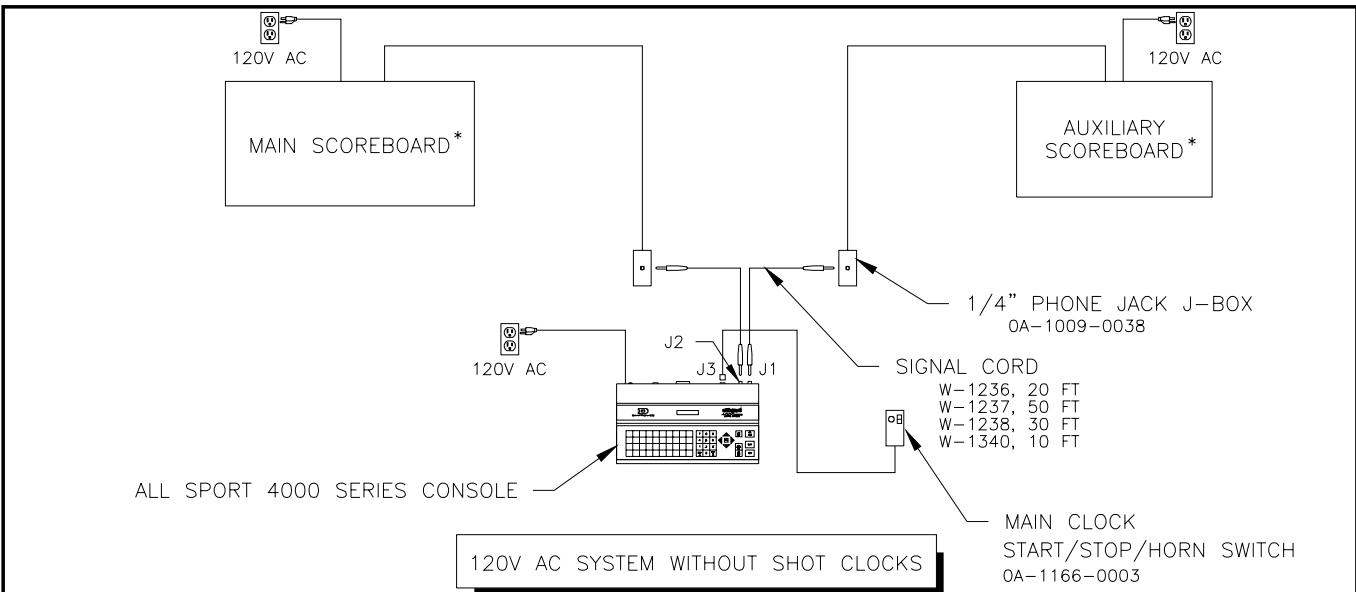 120V AC
120V AC
MAIN SCOREBOARD*
AUXILIARY
SCOREBOARD*
1/4" PHONE JACK J-BOX
0A-1009-0038
J2
J3
J1
120V AC
SIGNAL CORD
W-1236, 20 FT
W-1237, 50 FT
W-1238, 30 FT
W-1340, 10 FT
ALL SPORT 4000 SERIES CONSOLE
MAIN CLOCK
START/STOP/HORN SWITCH
0A-1166-0003
120V AC SYSTEM WITHOUT SHOT CLOCKS